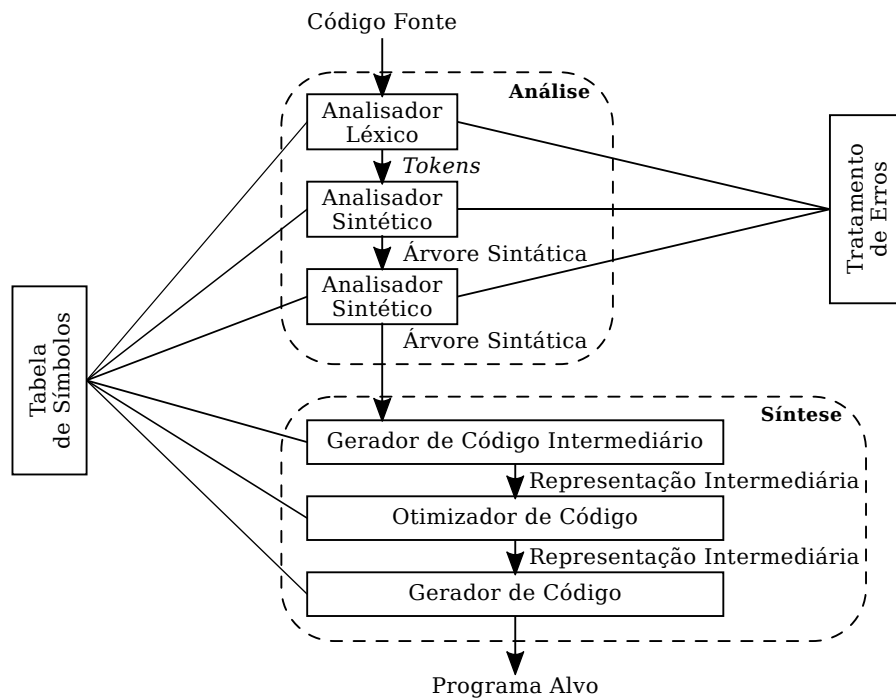 Código Fonte
Análise
Analisador
Léxico
Tokens
Analisador
Sintético
Árvore Sintática
Analisador
Sintético
Árvore Sintática
Tratamento
de Erros
Tabela
de Símbolos
Síntese
Gerador de Código Intermediário
Representação Intermediária
Otimizador de Código
Representação Intermediária
Gerador de Código
Programa Alvo